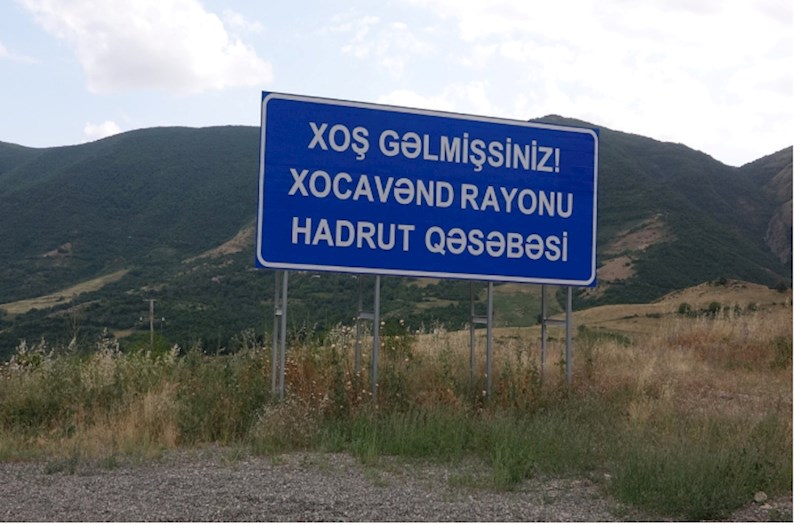 XOŞ GƏLMİŞSİNİZ!
XOCAVƏND RAYONU
HADRUT QƏSƏBƏSİ